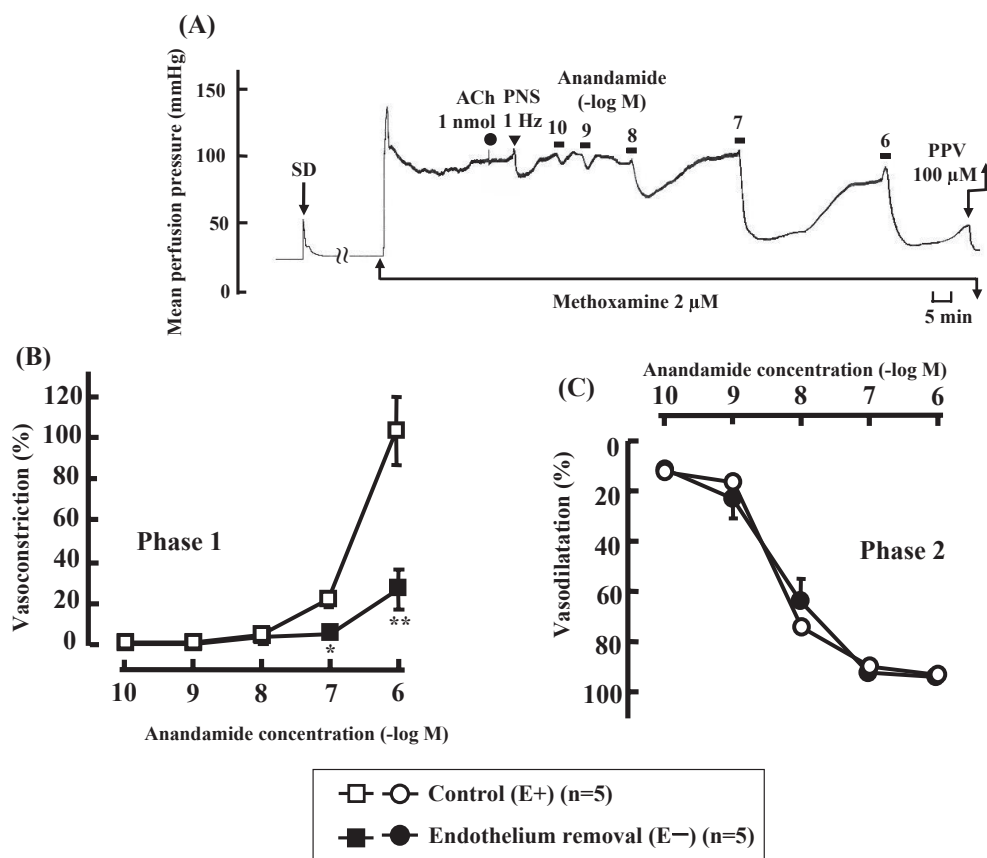 (A)
Mean perfusion pressure (mmHg)
150
100
50
0
SD
ACh
1 nmol
PNS
1 Hz
Anandamide
(-log M)
10
9
8
7
6
PPV
100 μM
Methoxamine 2 μM
5 min
(B)
Vasoconstriction (%)
120
100
80
60
40
20
0
Phase 1
*
**
10 9 8 7 6
Anandamide concentration (-log M)
(C)
Anandamide concentration (-log M)
10 9 8 7 6
Vasodilatation (%)
0
20
40
60
80
100
Phase 2
Control (E+) (n=5)
Endothelium removal (E−) (n=5)